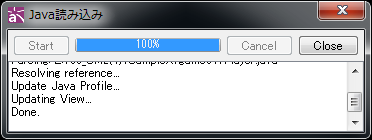 Java読み込み
Start
100%
Cancel
Close
Resolving reference...
Update Java Profile...
Updating View...
Done.